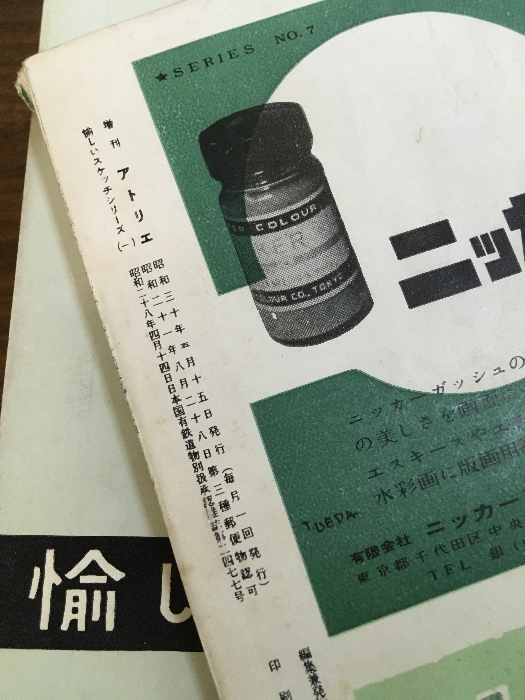 ★SERIES NO.7
増刊 アトリエ
愉しいスケッチシリーズ(一)
昭和三十年五月十五日発行(毎月一回発行)
昭和二十一年八月二十八日第三種郵便物認可
昭和二十八年四月十四日日本国有鉄道特別扱承認雑誌第二四七七号
COLOUR
ER
COLOUR CO., TOKYO
ニッカ
ニッカーガッシュの
の美しさを画面に
エスキースやエ
水彩画に版画用
T.UEDA
有限会社 ニッカー
東京都千代田区中央
TEL 銀
編集兼発
印刷
愉し